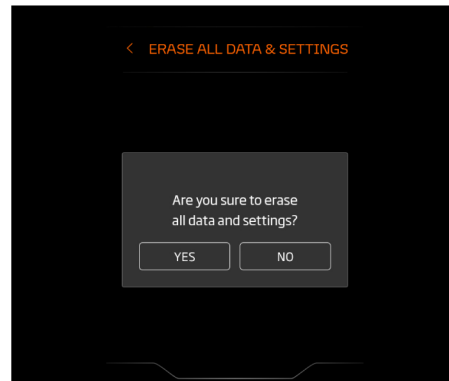 < ERASE ALL DATA & SETTINGS
Are you sure to erase
all data and settings?
YES NO